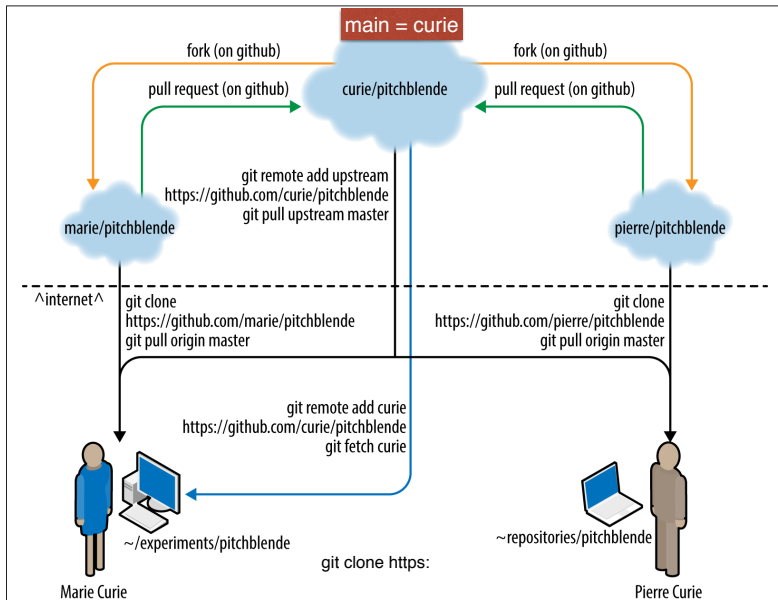 main = curie
fork (on github)
fork (on github)
pull request (on github)
curie/pitchblende
pull request (on github)
git remote add upstream
https://github.com/curie/pitchblende
git pull upstream master
marie/pitchblende
pierre/pitchblende
^internet^
git clone
https://github.com/marie/pitchblende
git pull origin master
git clone
https://github.com/pierre/pitchblende
git pull origin master
git remote add curie
https://github.com/curie/pitchblende
git fetch curie
~/experiments/pitchblende
~repositories/pitchblende
git clone https:
Marie Curie
Pierre Curie